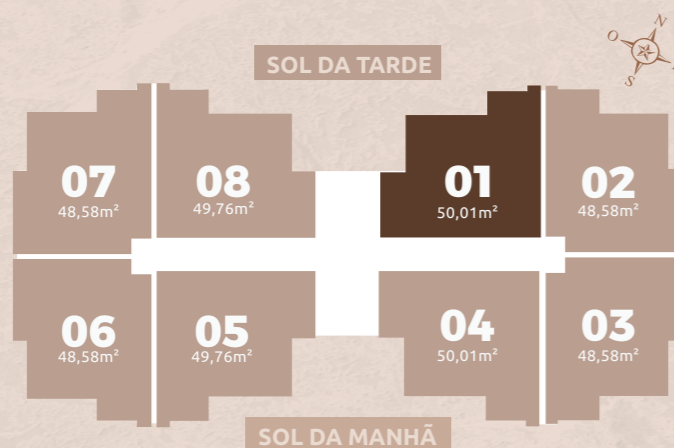 N
O
S
SOL DA TARDE
07
48,58m²
08
49,76m²
01
50,01m²
02
48,58m²
06
48,58m²
05
49,76m²
04
50,01m²
03
48,58m²
SOL DA MANHÃ